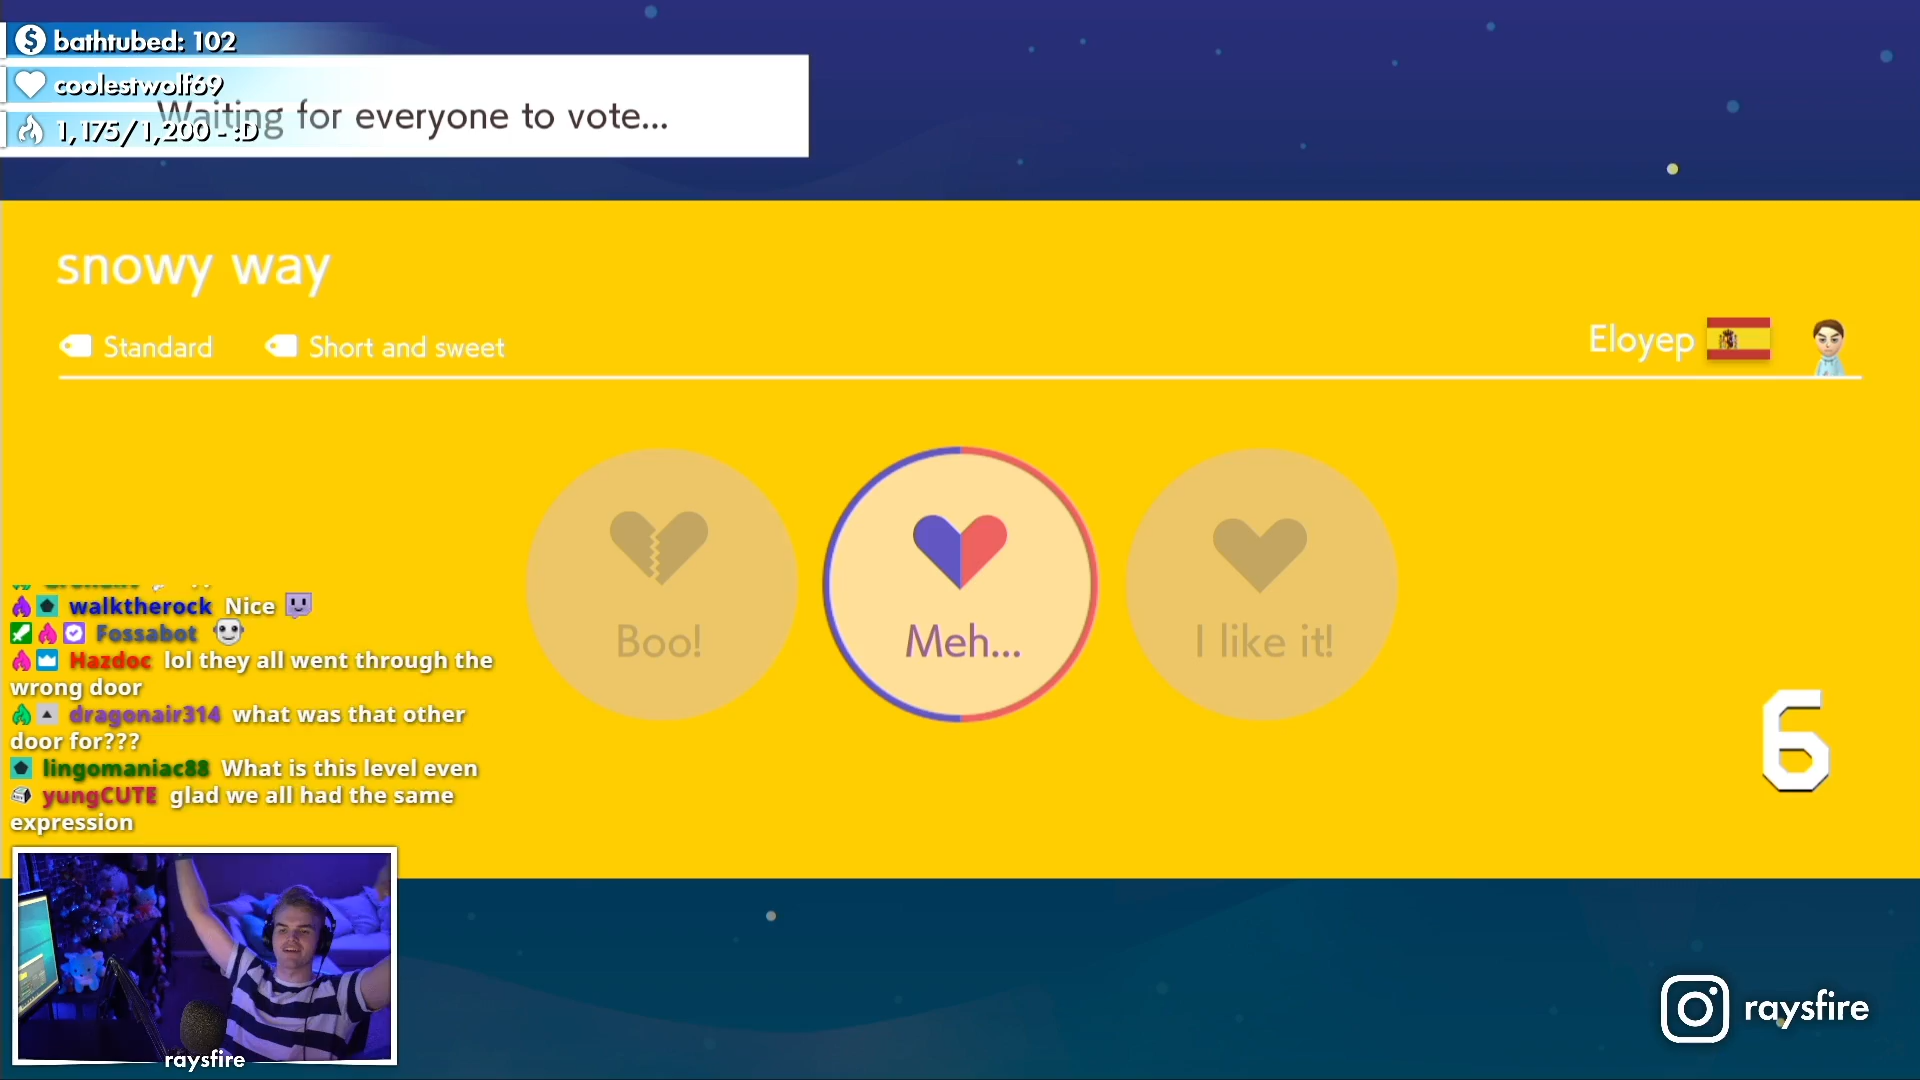 bathtubed: 102
coolestwolf69
1,175/1,200 - :D
Waiting for everyone to vote...
snowy way
Standard
Short and sweet
Eloyep
Boo!
Meh...
I like it!
6
walktherock Nice
Fossabot
Hazdoc lol they all went through the
wrong door
dragonair314 what was that other
door for???
lingomaniac88 What is this level even
yungCUTE glad we all had the same
expression
raysfire
raysfire